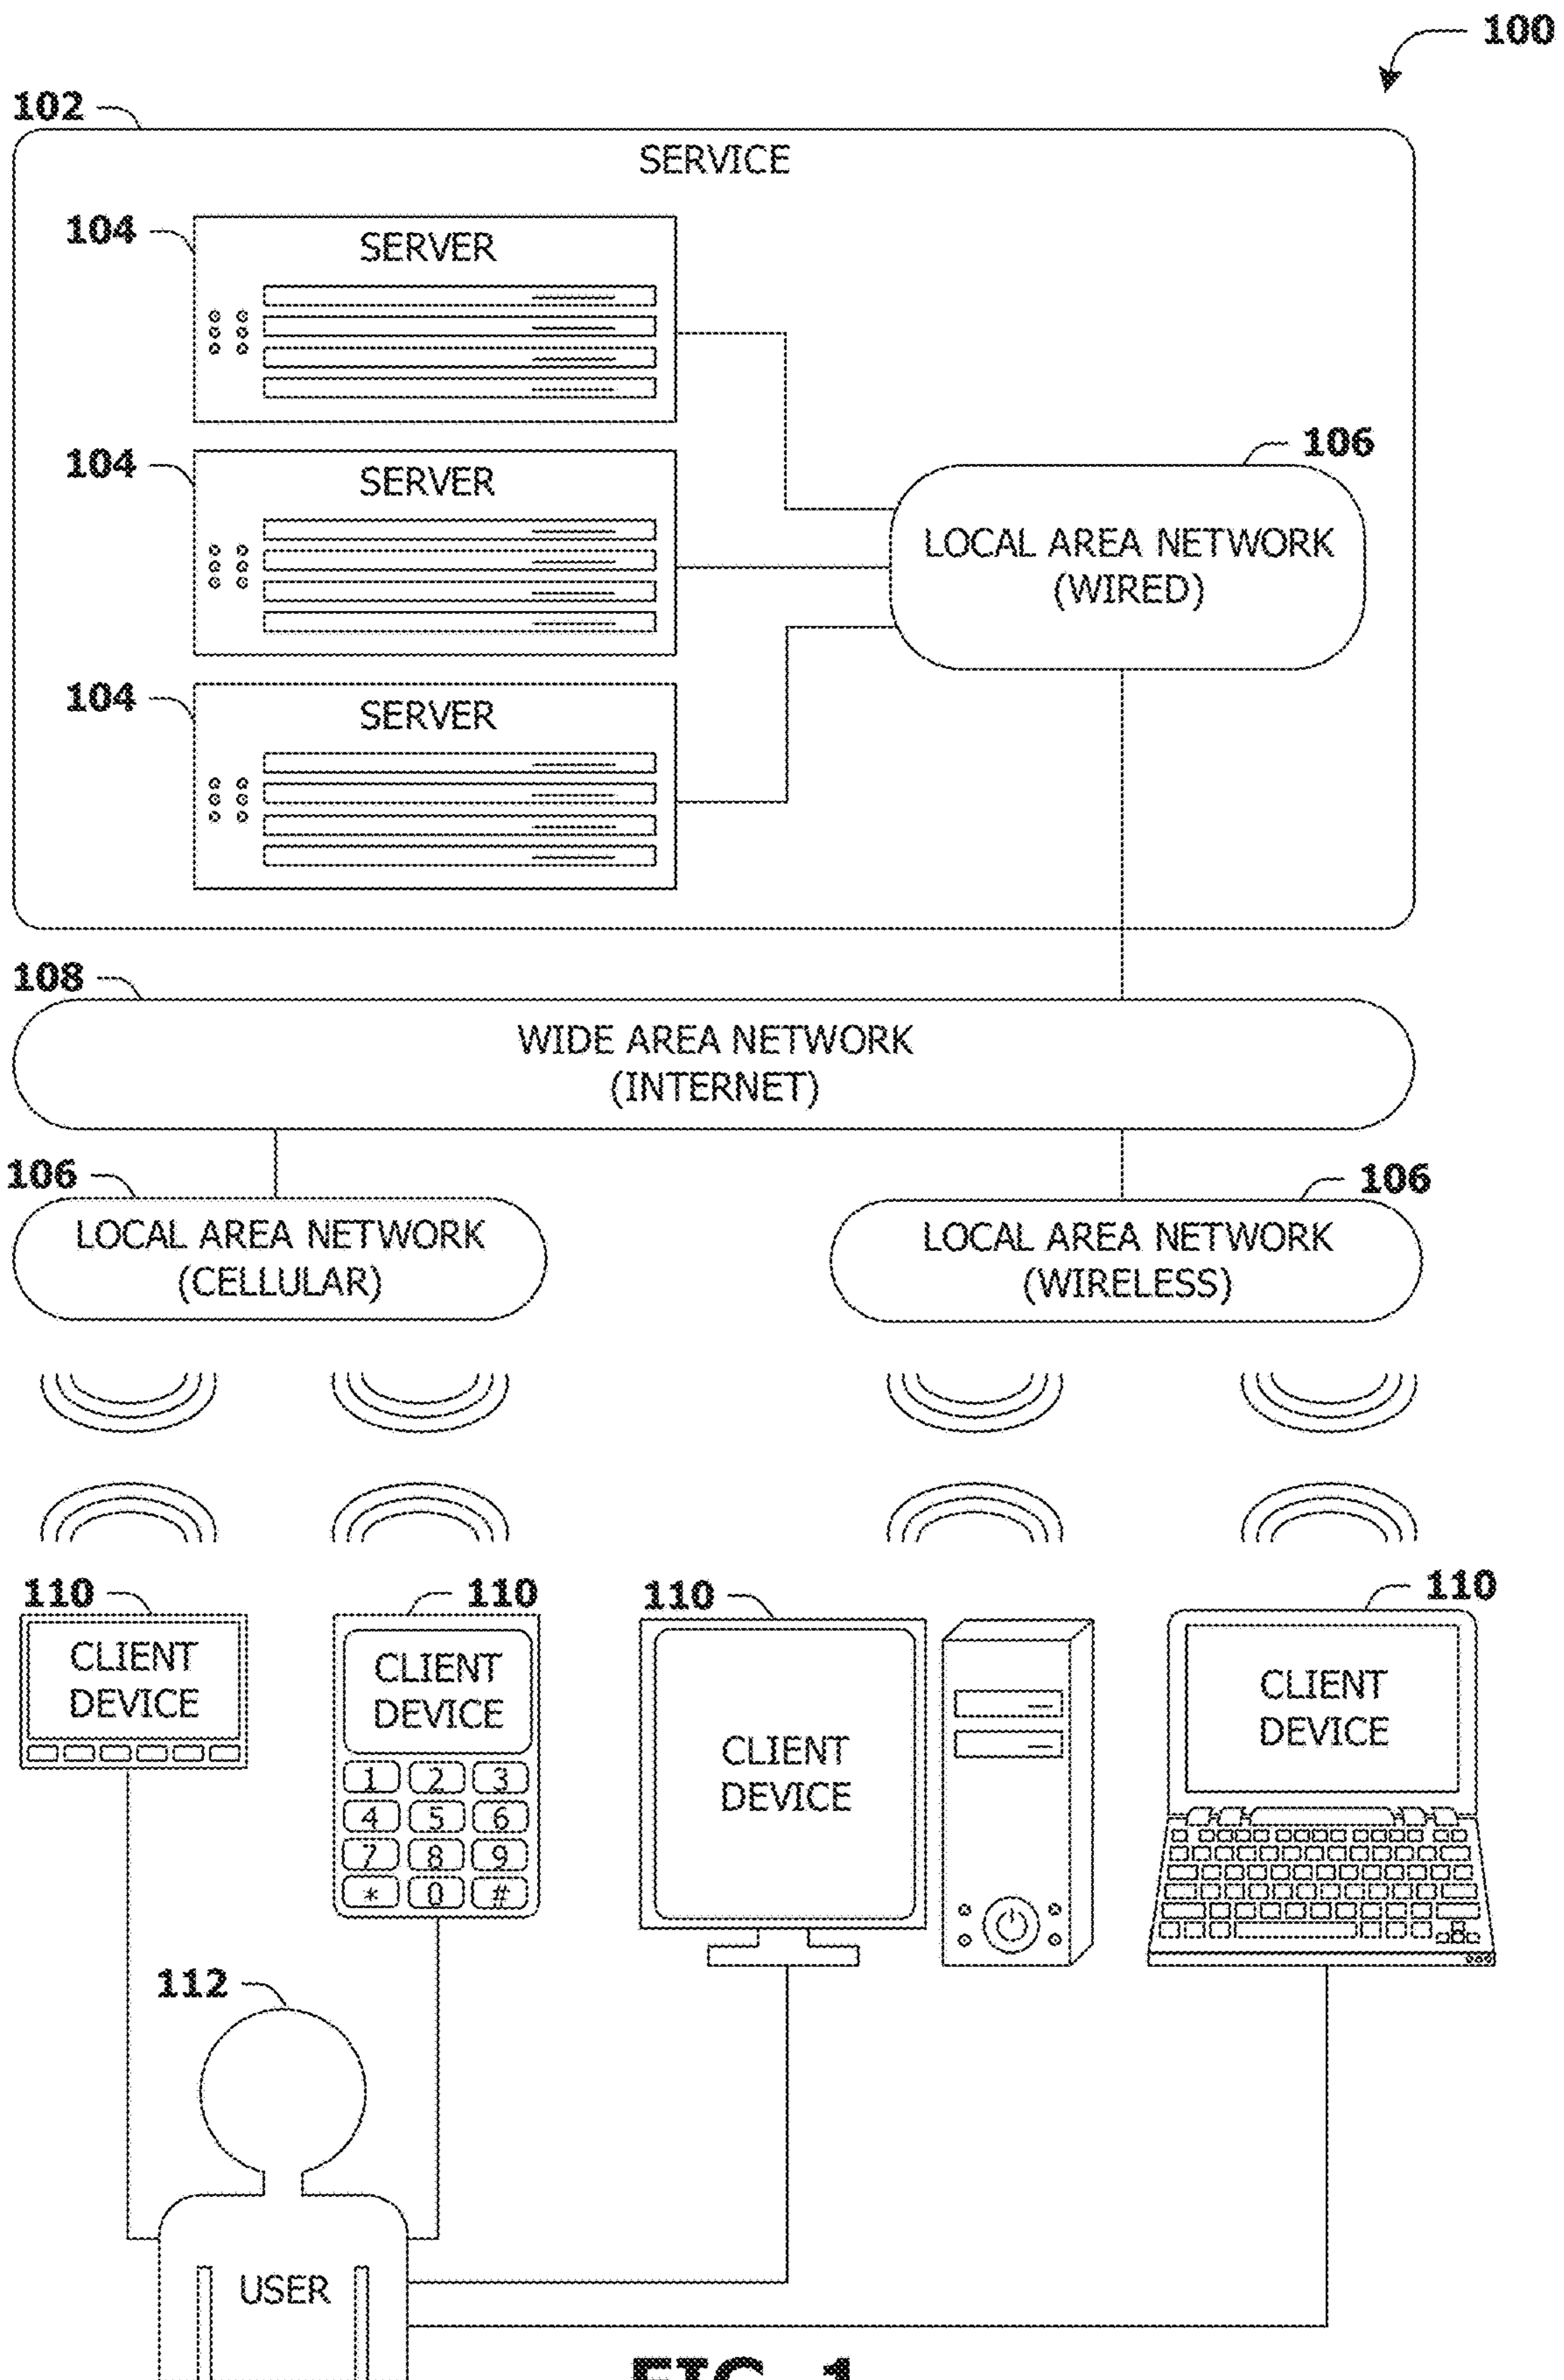 100
102
SERVICE
104
SERVER
104
SERVER
106
LOCAL AREA NETWORK
(WIRED)
104
SERVER
108
WIDE AREA NETWORK
(INTERNET)
106
LOCAL AREA NETWORK
(CELLULAR)
106
LOCAL AREA NETWORK
(WIRELESS)
110
CLIENT
DEVICE
110
CLIENT
DEVICE
1 2 3
4 5 6
7 8 9
* 0 #
110
CLIENT
DEVICE
110
CLIENT
DEVICE
112
USER
FIG. 1